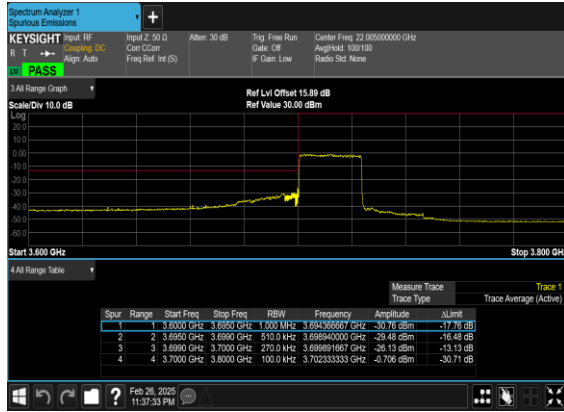 Spectrum Analyzer 1
Spurious Emissions
KEYSIGHT Input: RF Input Z: 50 Ω Atten: 30 dB Trig: Free Run Center Freq: 22.005000000 GHz
R T Coupling: DC Corr CCorr Gate: Off Avg|Hold: 100/100
Align: Auto Freq Ref: Int (S) IF Gain: Low Radio Std: None
PASS
3 All Range Graph
Ref Lvl Offset 15.89 dB
Scale/Div 10.0 dB Ref Value 30.00 dBm
Log
20.0
10.0
0.00
-10.0
-20.0
-30.0
-40.0
-50.0
-60.0
Start 3.600 GHz Stop 3.800 GH
4 All Range Table
Measure Trace Trace 1
Trace Type Trace Average (Active)
Spur Range Start Freq Stop Freq RBW Frequency Amplitude ΔLimit
1 1 3.6000 GHz 3.6950 GHz 1.000 MHz 3.694366667 GHz -30.76 dBm -17.76 dB
2 2 3.6950 GHz 3.6990 GHz 510.0 kHz 3.698940000 GHz -29.48 dBm -16.48 dB
3 3 3.6990 GHz 3.7000 GHz 270.0 kHz 3.699891667 GHz -26.13 dBm -13.13 dB
4 4 3.7000 GHz 3.8000 GHz 100.0 kHz 3.702333333 GHz -0.706 dBm -30.71 dB
Feb 26, 2025
11:37:33 PM